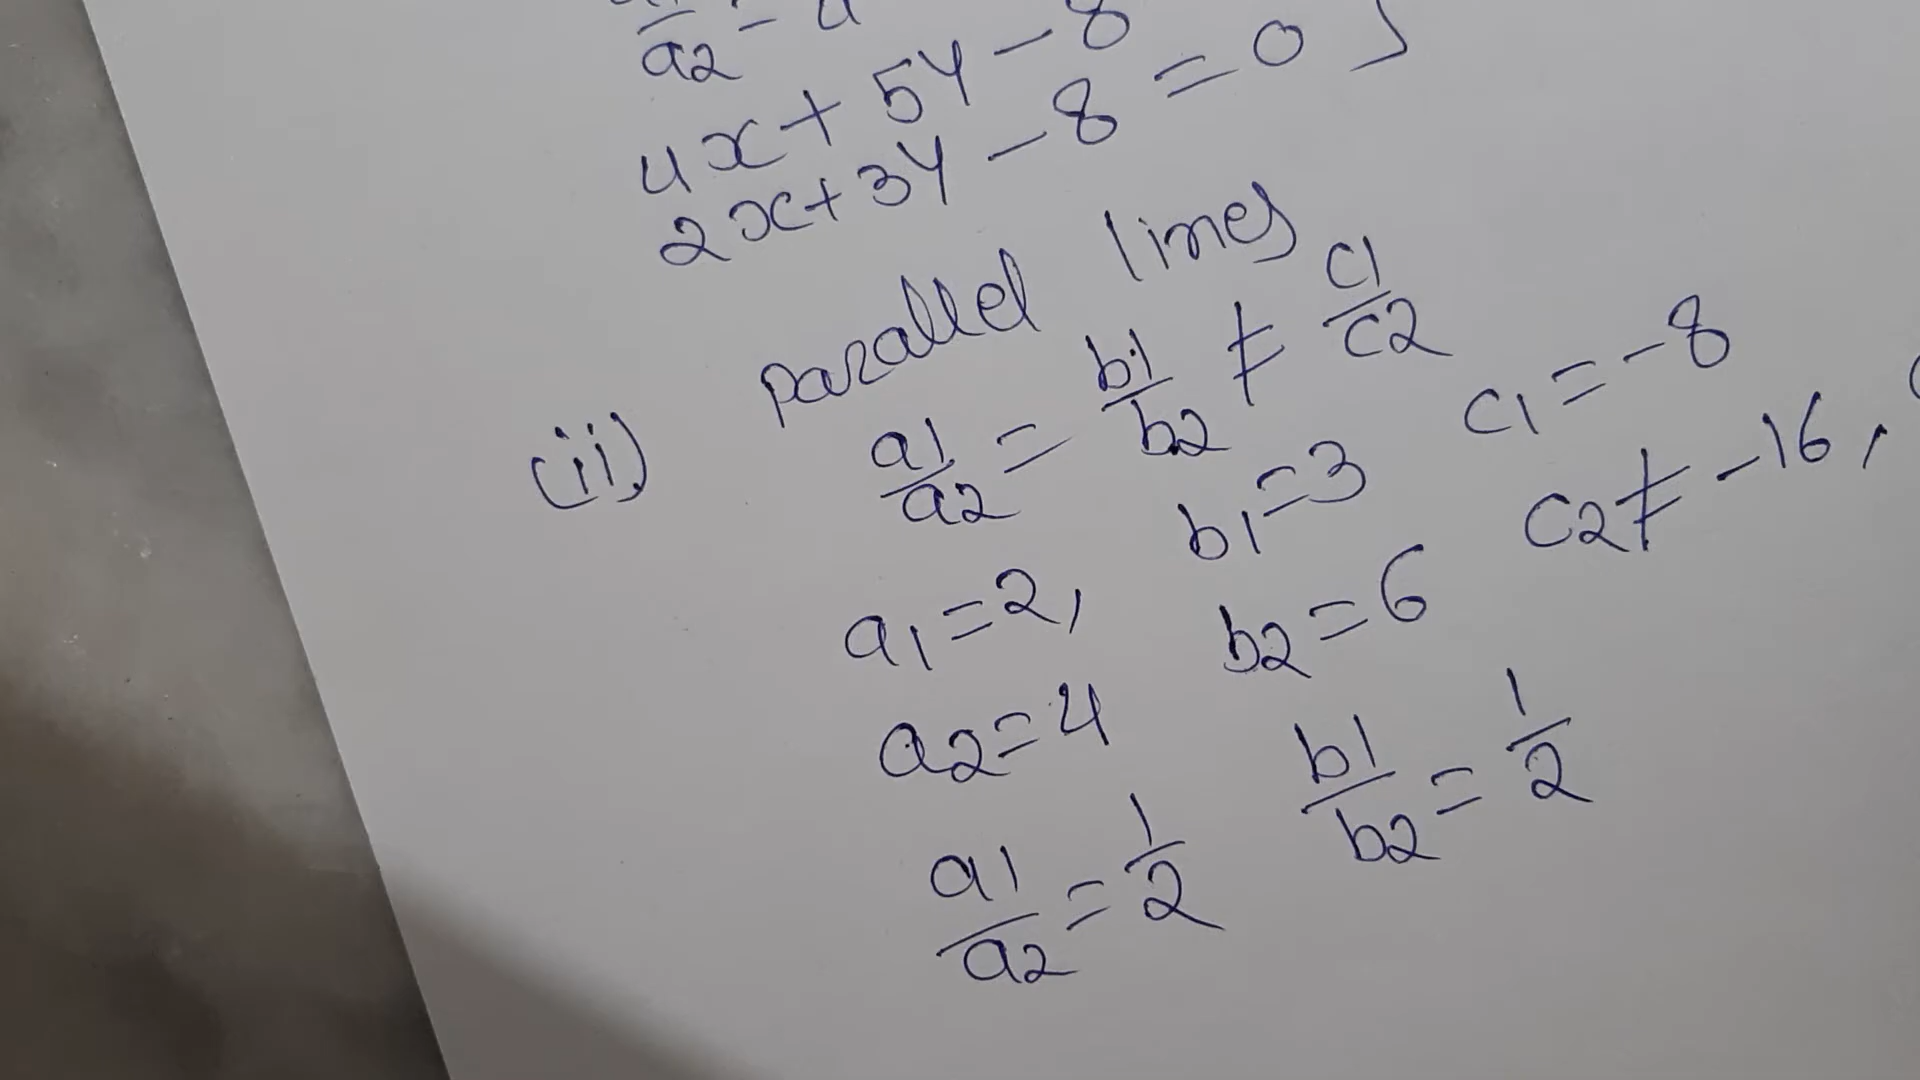 a2
4x + 5y - 8
2x + 3y - 8 = 0
(ii) parallel lines
a1/a2 = b1/b2 ≠ c1/c2
a1 = 2, b1 = 3 c1 = -8
a2 = 4 b2 = 6 c2 ≠ -16,
a1/a2 = 1/2 b1/b2 = 1/2